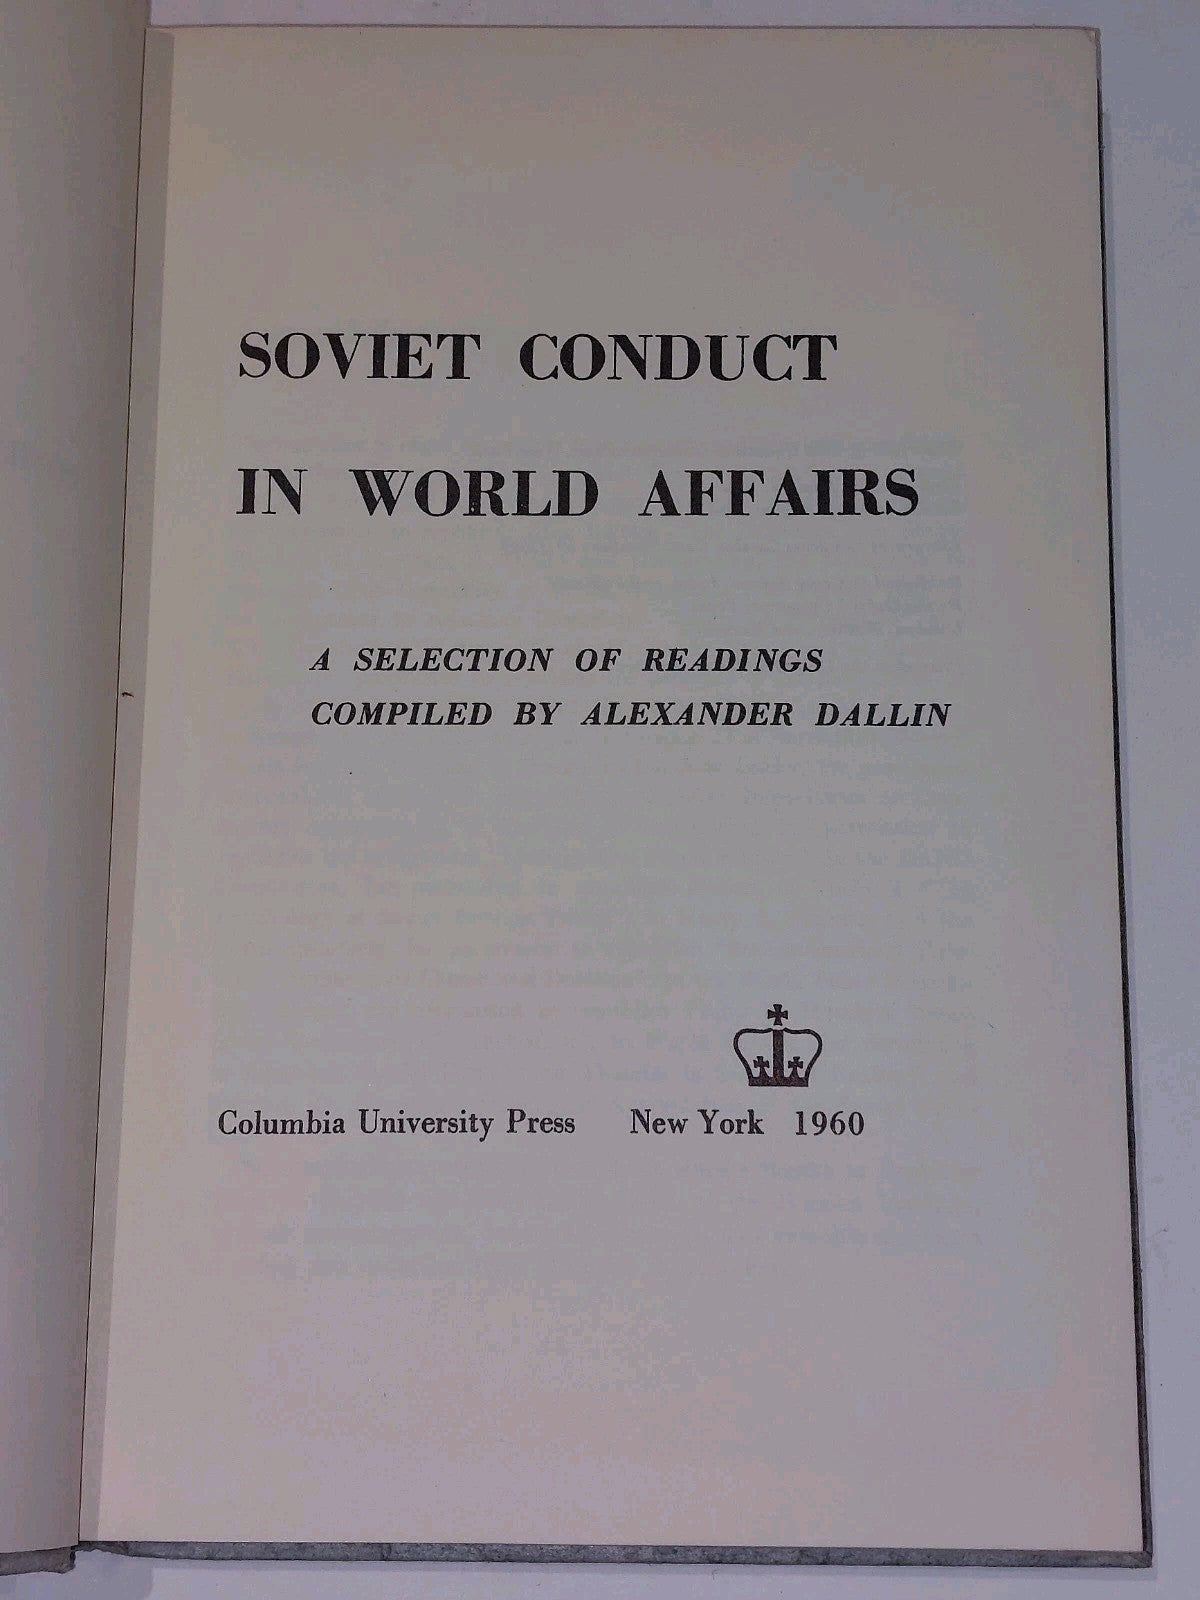 SOVIET CONDUCT
IN WORLD AFFAIRS
A SELECTION OF READINGS
COMPILED BY ALEXANDER DALLIN
Columbia University Press New York 1960